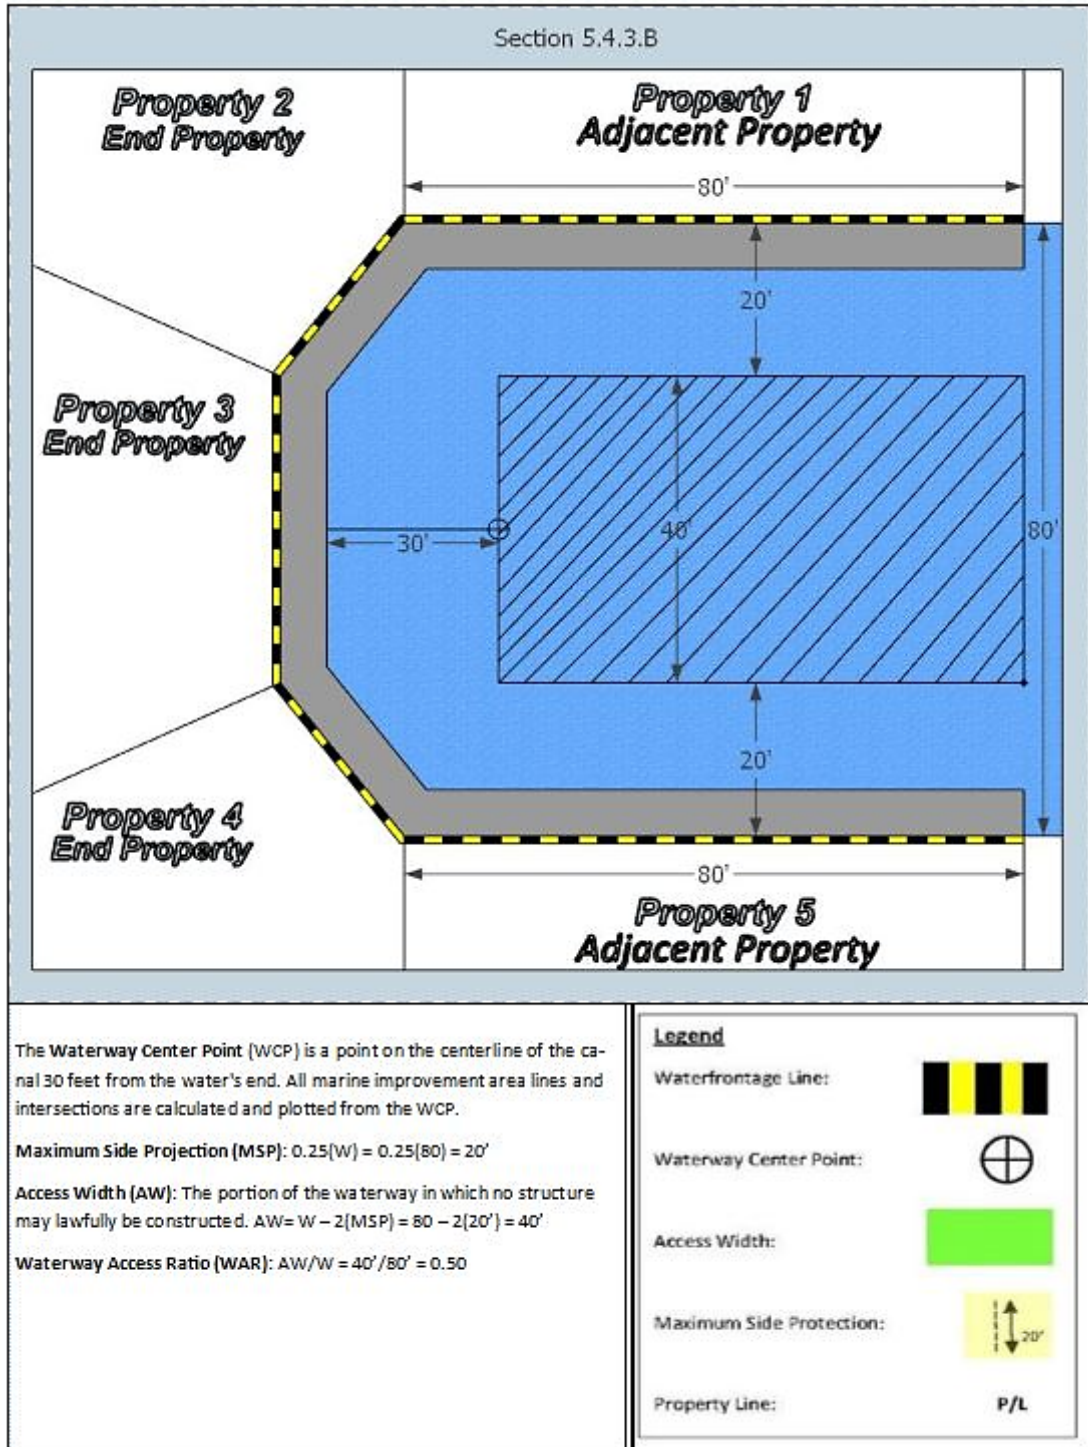 Section 5.4.3.B
Property 2
End Property
Property 1
Adjacent Property
80'
20'
Property 3
End Property
30'
40'
80'
20'
Property 4
End Property
80'
Property 5
Adjacent Property
The Waterway Center Point (WCP) is a point on the centerline of the ca-
nal 30 feet from the water's end. All marine improvement area lines and
intersections are calculated and plotted from the WCP.
Maximum Side Projection (MSP): 0.25(W) = 0.25(80) = 20'
Access Width (AW): The portion of the waterway in which no structure
may lawfully be constructed. AW= W – 2(MSP) = 80 – 2(20') = 40'
Waterway Access Ratio (WAR): AW/W = 40'/80' = 0.50
Legend
Waterfrontage Line:
Waterway Center Point:
Access Width:
Maximum Side Protection:
20'
Property Line:
P/L